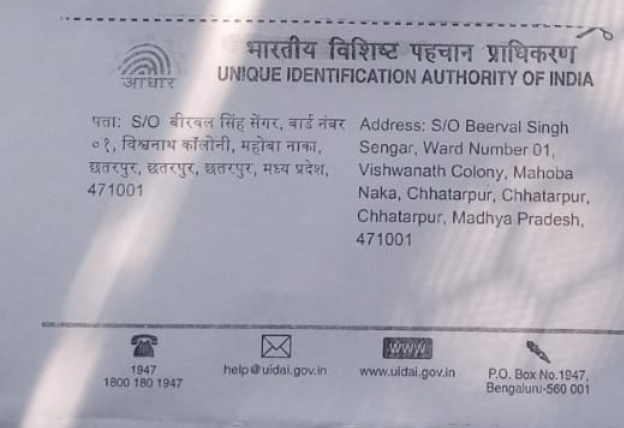 भारतीय विशिष्ट पहचान प्राधिकरण
UNIQUE IDENTIFICATION AUTHORITY OF INDIA
आधार
पता: S/O बीरबल सिंह सेंगर, वार्ड नंबर
०१, विश्वनाथ कॉलोनी, महोबा नाका,
छतरपुर, छतरपुर, छतरपुर, मध्य प्रदेश,
471001
Address: S/O Beerval Singh
Sengar, Ward Number 01,
Vishwanath Colony, Mahoba
Naka, Chhatarpur, Chhatarpur,
Chhatarpur, Madhya Pradesh,
471001
1947
1800 180 1947
help@uidai.gov.in
www
www.uidai.gov.in
P.O. Box No.1947,
Bengaluru-560 001